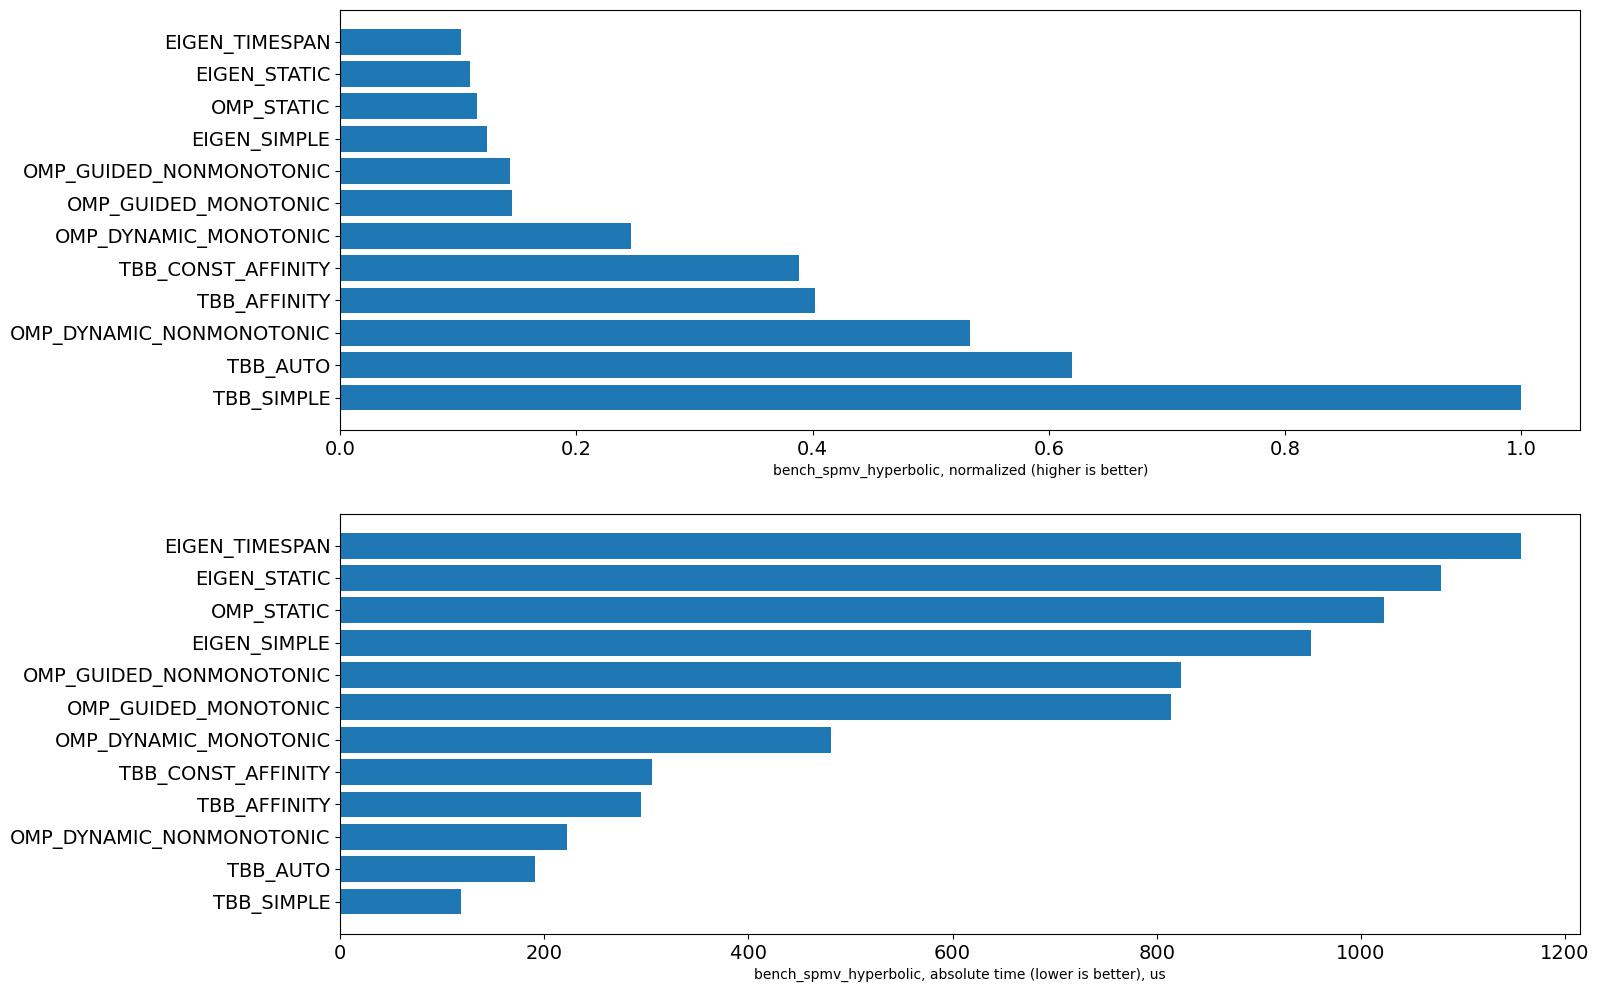 EIGEN_TIMESPAN
EIGEN_STATIC
OMP_STATIC
EIGEN_SIMPLE
OMP_GUIDED_NONMONOTONIC
OMP_GUIDED_MONOTONIC
OMP_DYNAMIC_MONOTONIC
TBB_CONST_AFFINITY
TBB_AFFINITY
OMP_DYNAMIC_NONMONOTONIC
TBB_AUTO
TBB_SIMPLE
0.0 0.2 0.4 0.6 0.8 1.0
bench_spmv_hyperbolic, normalized (higher is better)
EIGEN_TIMESPAN
EIGEN_STATIC
OMP_STATIC
EIGEN_SIMPLE
OMP_GUIDED_NONMONOTONIC
OMP_GUIDED_MONOTONIC
OMP_DYNAMIC_MONOTONIC
TBB_CONST_AFFINITY
TBB_AFFINITY
OMP_DYNAMIC_NONMONOTONIC
TBB_AUTO
TBB_SIMPLE
0 200 400 600 800 1000 1200
bench_spmv_hyperbolic, absolute time (lower is better), us